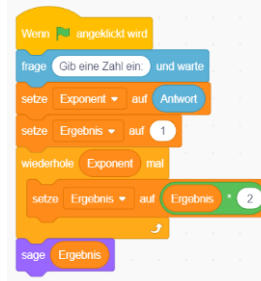 Wenn angeklickt wird
frage Gib eine Zahl ein: und warte
setze Exponent auf Antwort
setze Ergebnis auf 1
wiederhole Exponent mal
setze Ergebnis auf Ergebnis * 2
sage Ergebnis